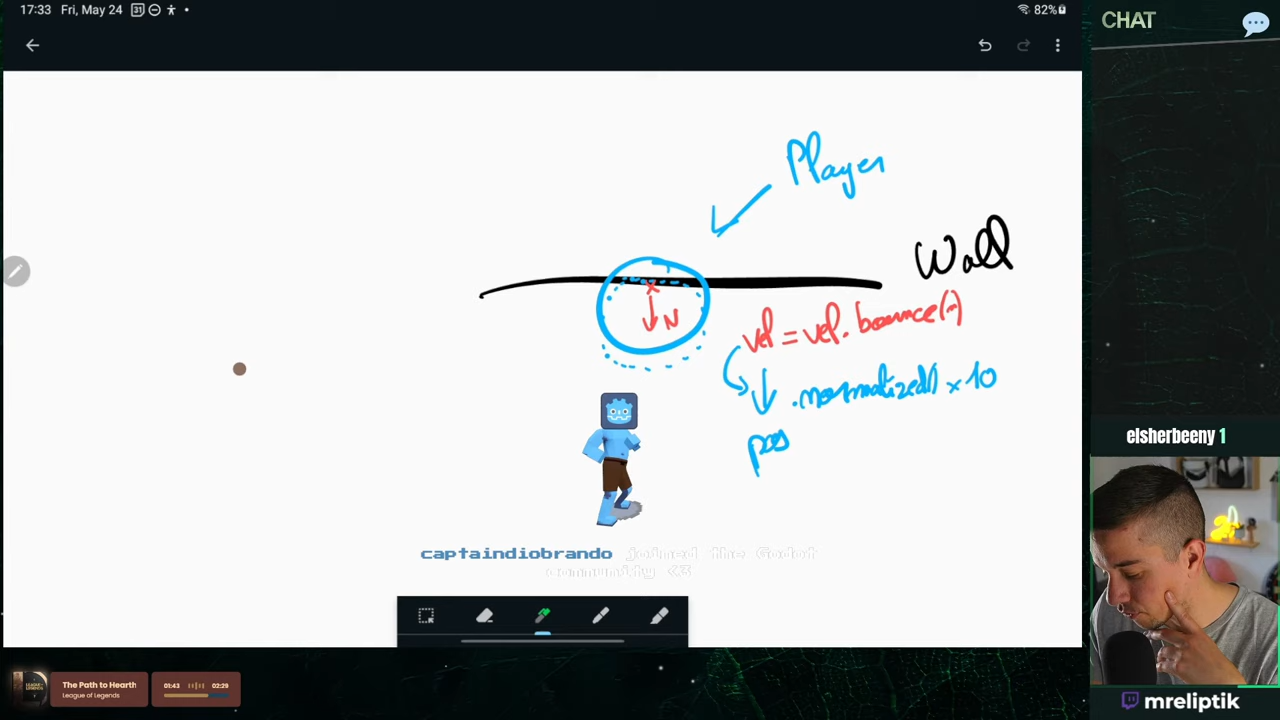 17:33 Fri, May 24 31
82%
CHAT
Player
Wall
N
vel = vel. bounce(n)
.normalized() x 10
pos
captaindiobrando joined the Godot
community <3
elsherbeeny 1
The Path to Hearth
League of Legends
01:43
02:29
mreliptik